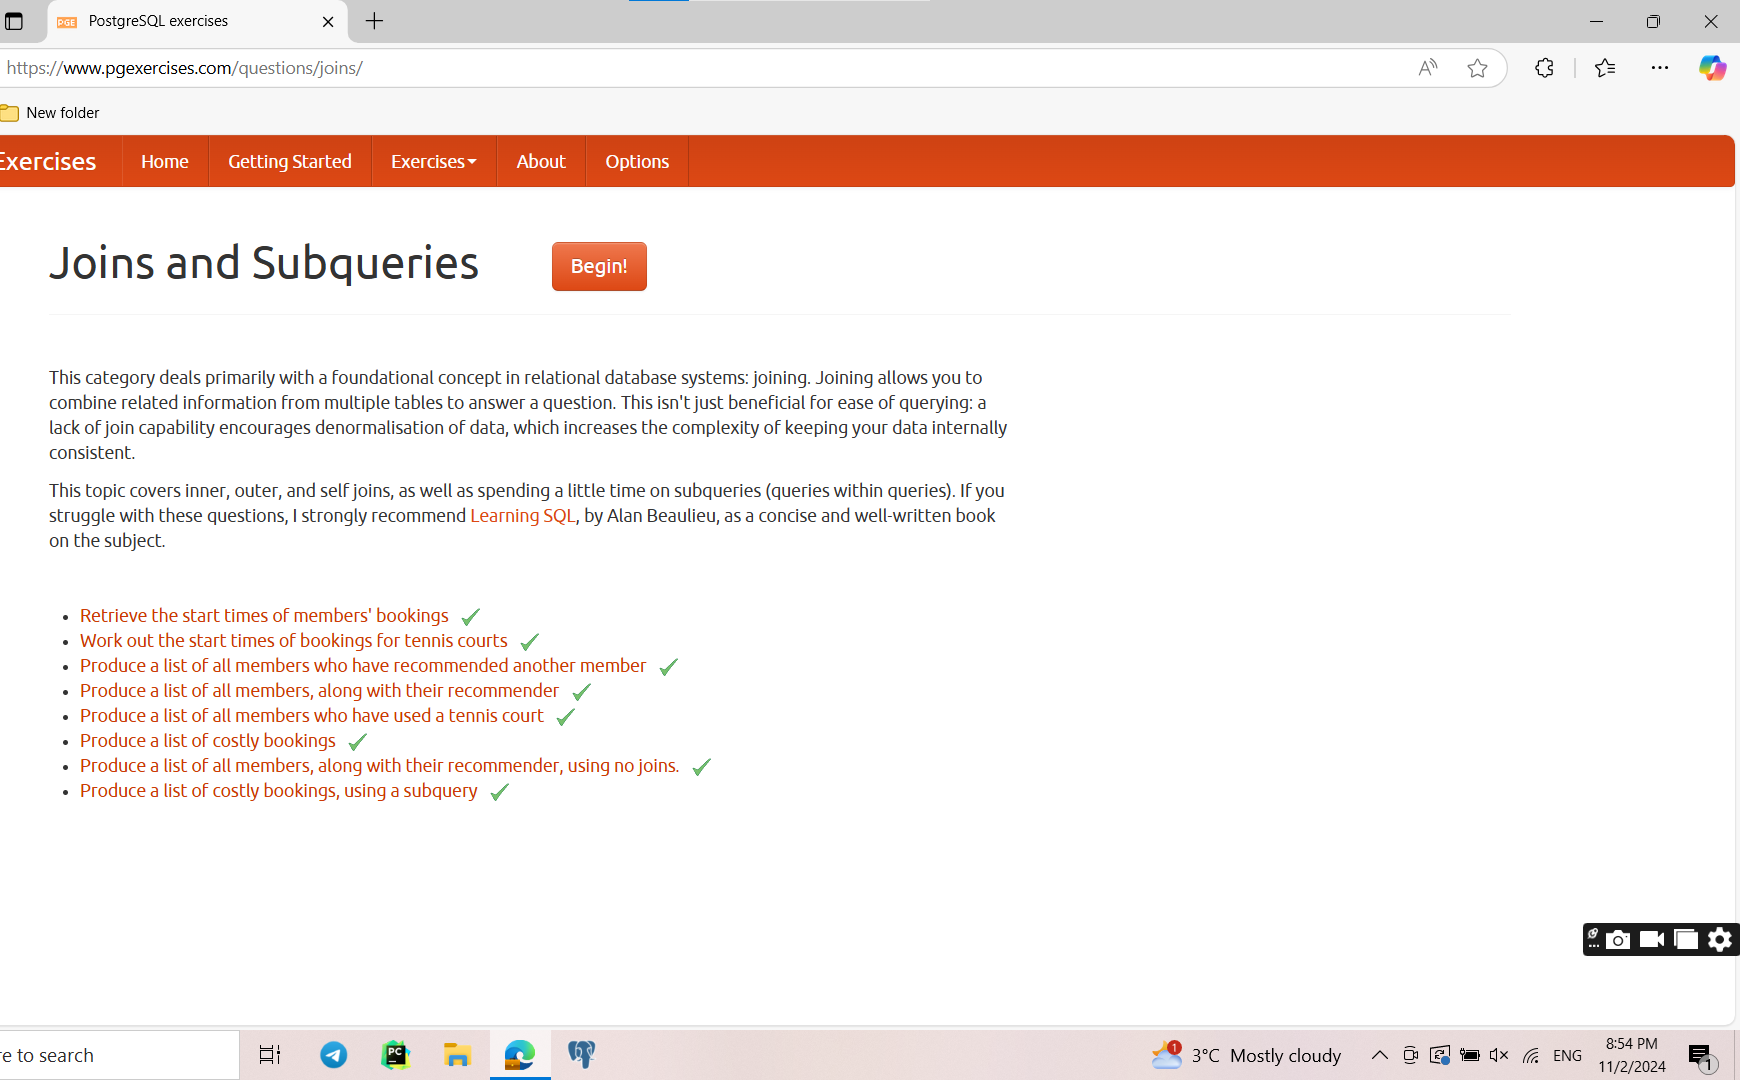 PGE PostgreSQL exercises
https://www.pgexercises.com/questions/joins/
New folder
Exercises Home Getting Started Exercises About Options
Joins and Subqueries Begin!
This category deals primarily with a foundational concept in relational database systems: joining. Joining allows you to
combine related information from multiple tables to answer a question. This isn't just beneficial for ease of querying: a
lack of join capability encourages denormalisation of data, which increases the complexity of keeping your data internally
consistent.
This topic covers inner, outer, and self joins, as well as spending a little time on subqueries (queries within queries). If you
struggle with these questions, I strongly recommend Learning SQL, by Alan Beaulieu, as a concise and well-written book
on the subject.
Retrieve the start times of members' bookings
Work out the start times of bookings for tennis courts
Produce a list of all members who have recommended another member
Produce a list of all members, along with their recommender
Produce a list of all members who have used a tennis court
Produce a list of costly bookings
Produce a list of all members, along with their recommender, using no joins.
Produce a list of costly bookings, using a subquery
re to search PC 1 3°C Mostly cloudy ENG 8:54 PM
11/2/2024 1